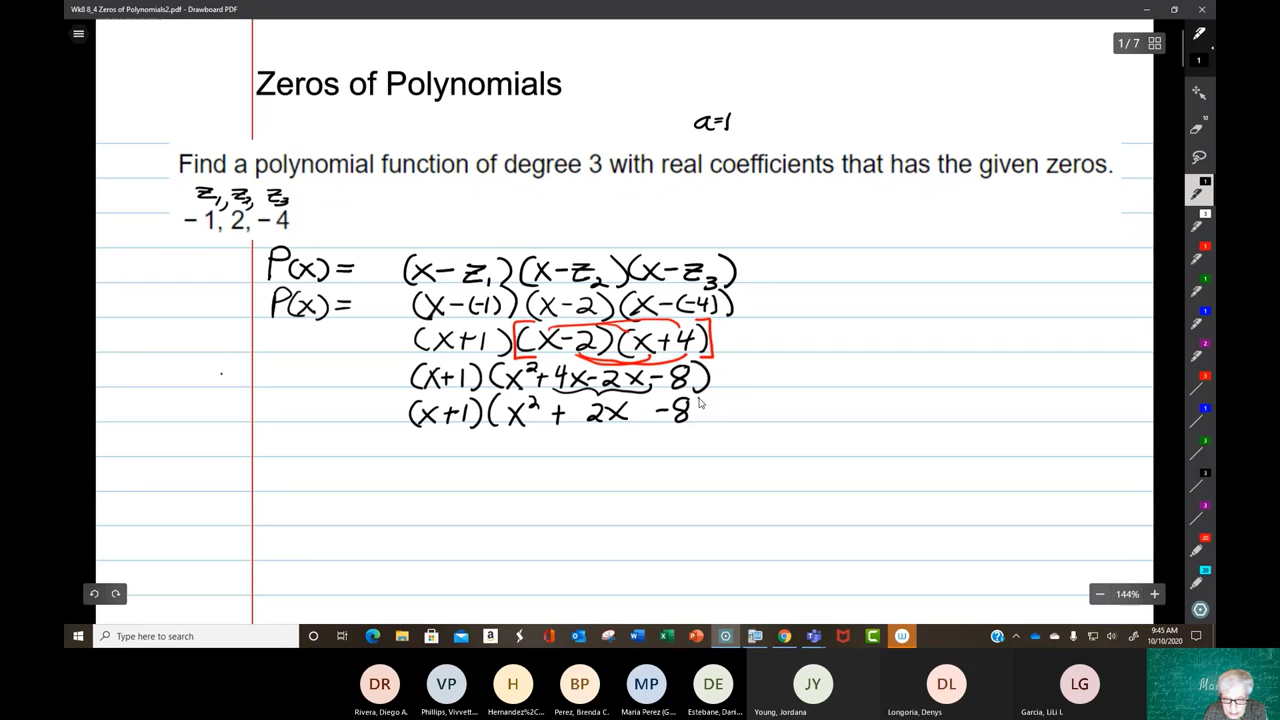 Wk8 8_4 Zeros of Polynomials2.pdf - Drawboard PDF
1 / 7
Zeros of Polynomials
a=1
Find a polynomial function of degree 3 with real coefficients that has the given zeros.
z₁, z₂, z₃
− 1, 2, − 4
P(x) = (x − z₁)(x − z₂)(x − z₃)
P(x) = (x − (-1))(x − 2)(x − (-4))
(x+1)[(x−2)(x+4)]
(x+1)(x²+4x−2x−8)
(x+1)(x² + 2x −8
144%
Type here to search
9:45 AM
10/10/2020
DR VP H BP MP DE JY DL LG
Rivera, Diego A. Phillips, Vivvett... Hernandez%2C... Perez, Brenda C. Maria Perez (G... Estebane, Dani... Young, Jordana Longoria, Denys Garcia, LiLi I.